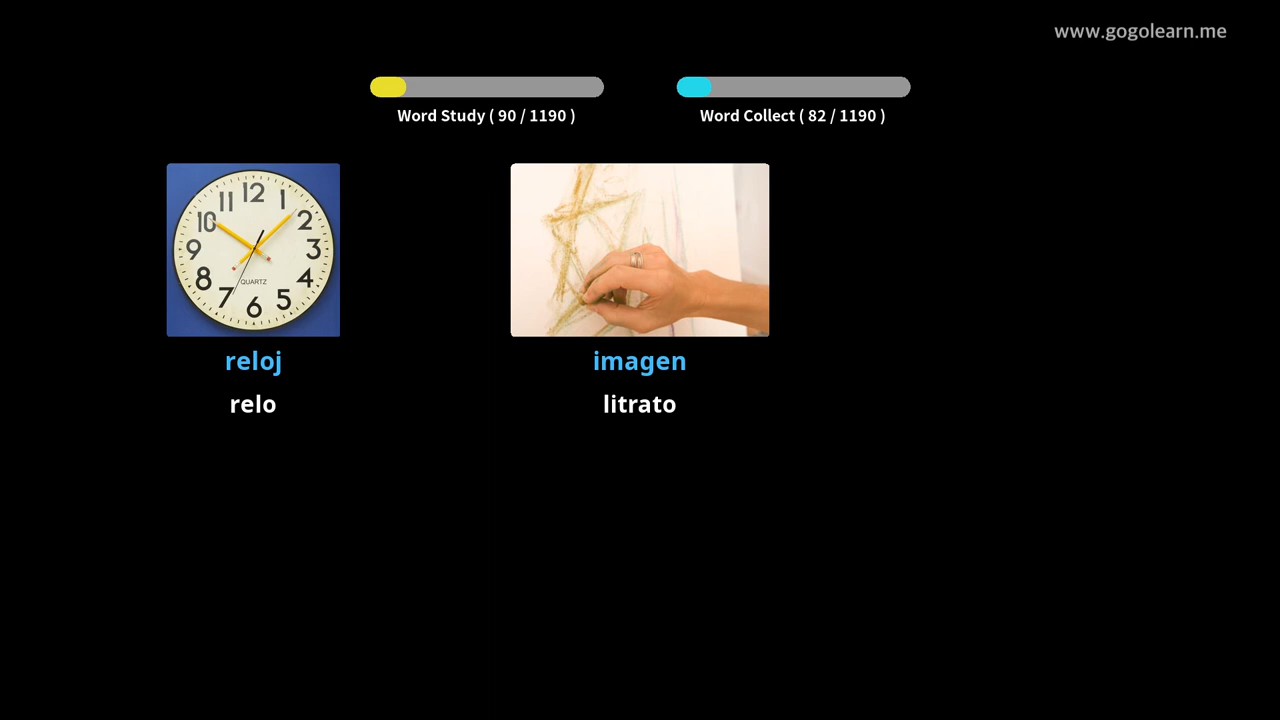 www.gogolearn.me
Word Study ( 90 / 1190 )
Word Collect ( 82 / 1190 )
12
11
1
10
2
9
3
8
4
QUARTZ
7
5
6
reloj
imagen
relo
litrato